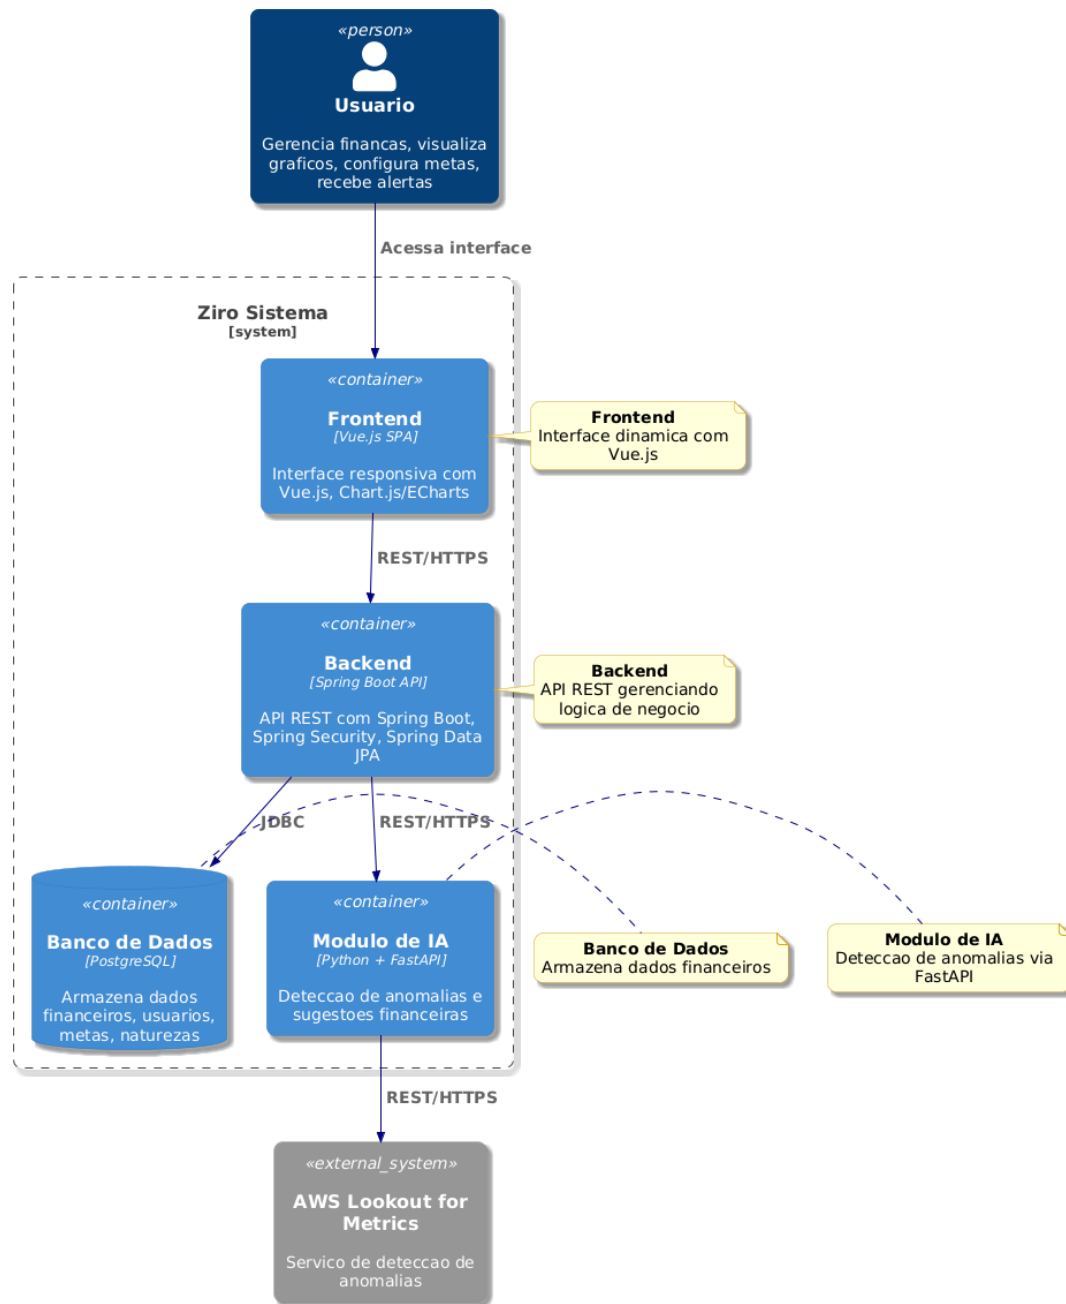 «person»
Usuario
Gerencia financas, visualiza
graficos, configura metas,
recebe alertas
Acessa interface
Ziro Sistema
[system]
«container»
Frontend
[Vue.js SPA]
Interface responsiva com
Vue.js, Chart.js/ECharts
Frontend
Interface dinamica com
Vue.js
REST/HTTPS
«container»
Backend
[Spring Boot API]
API REST com Spring Boot,
Spring Security, Spring Data
JPA
Backend
API REST gerenciando
logica de negocio
JDBC
REST/HTTPS
«container»
Banco de Dados
[PostgreSQL]
Armazena dados
financeiros, usuarios,
metas, naturezas
«container»
Modulo de IA
[Python + FastAPI]
Deteccao de anomalias e
sugestoes financeiras
Banco de Dados
Armazena dados financeiros
Modulo de IA
Deteccao de anomalias via
FastAPI
REST/HTTPS
«external_system»
AWS Lookout for
Metrics
Servico de deteccao de
anomalias